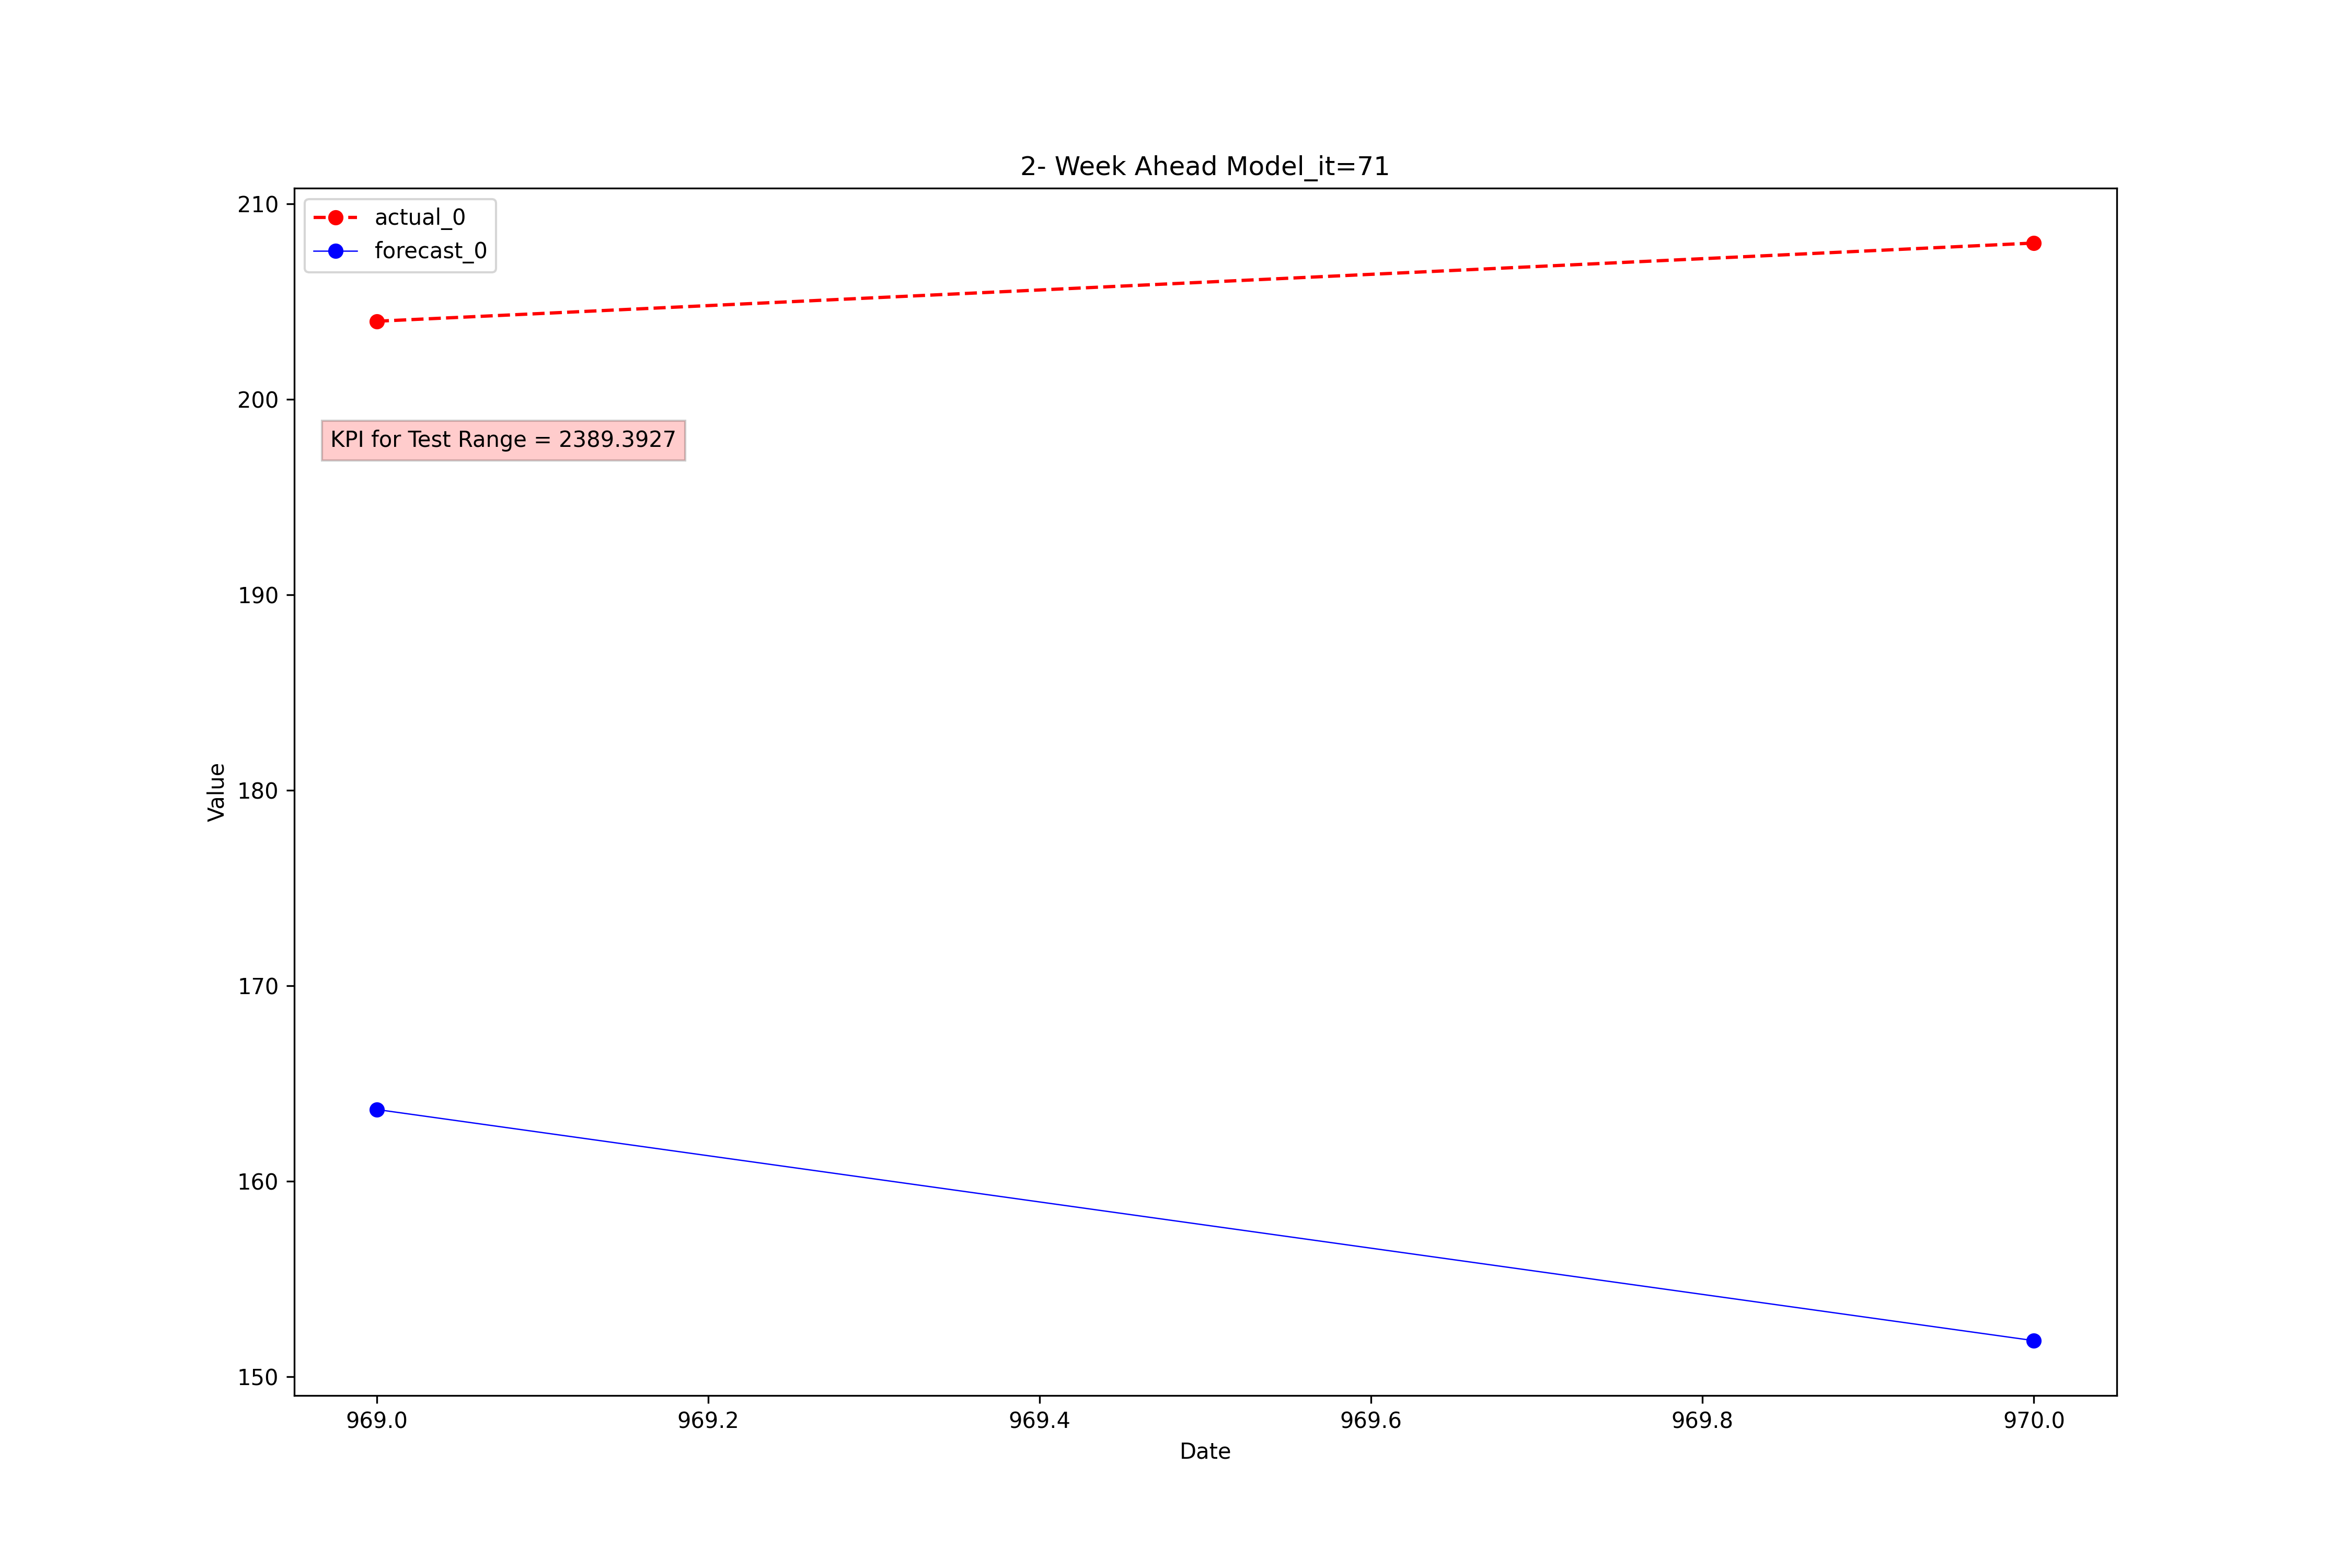 2- Week Ahead Model_it=71
actual_0
forecast_0
KPI for Test Range = 2389.3927
210
200
190
180
170
160
150
Value
969.0 969.2 969.4 969.6 969.8 970.0
Date